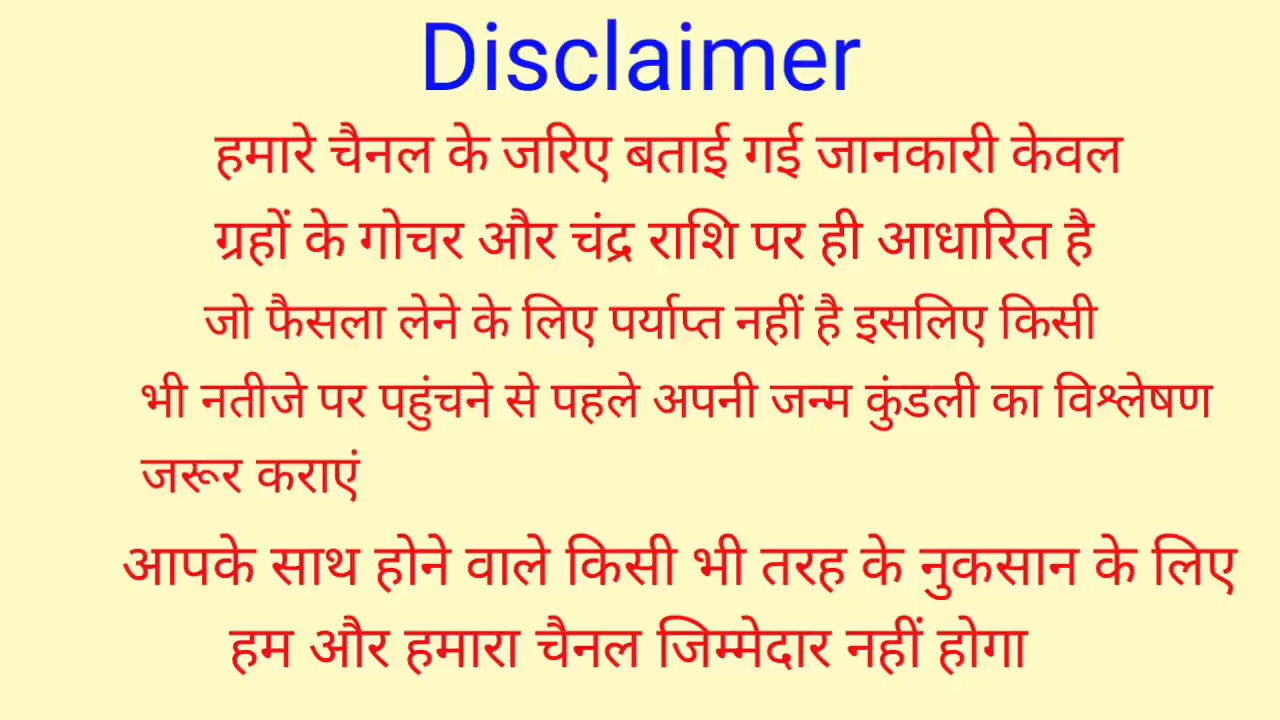 Disclaimer
हमारे चैनल के जरिए बताई गई जानकारी केवल
ग्रहों के गोचर और चंद्र राशि पर ही आधारित है
जो फैसला लेने के लिए पर्याप्त नहीं है इसलिए किसी
भी नतीजे पर पहुंचने से पहले अपनी जन्म कुंडली का विश्लेषण
जरूर कराएं
आपके साथ होने वाले किसी भी तरह के नुकसान के लिए
हम और हमारा चैनल जिम्मेदार नहीं होगा